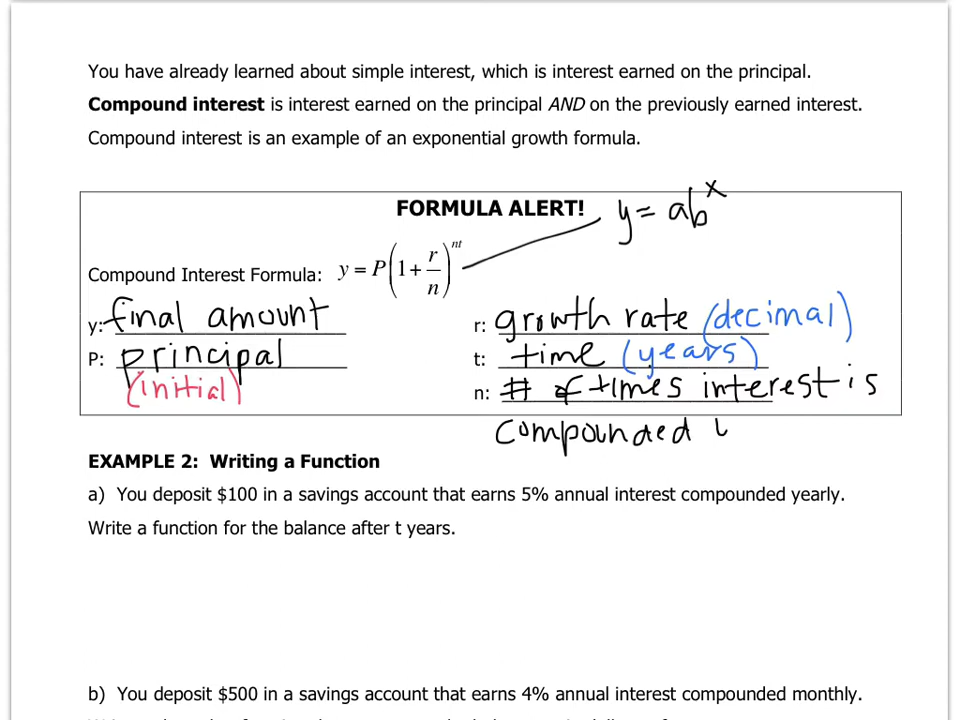 You have already learned about simple interest, which is interest earned on the principal.
Compound interest is interest earned on the principal AND on the previously earned interest.
Compound interest is an example of an exponential growth formula.
FORMULA ALERT!
y = ab^x
Compound Interest Formula: y = P(1 + r/n)^nt
y: final amount
P: principal
(initial)
r: growth rate (decimal)
t: time (years)
n: # of times interest is
compounded
EXAMPLE 2: Writing a Function
a) You deposit $100 in a savings account that earns 5% annual interest compounded yearly.
Write a function for the balance after t years.
b) You deposit $500 in a savings account that earns 4% annual interest compounded monthly.